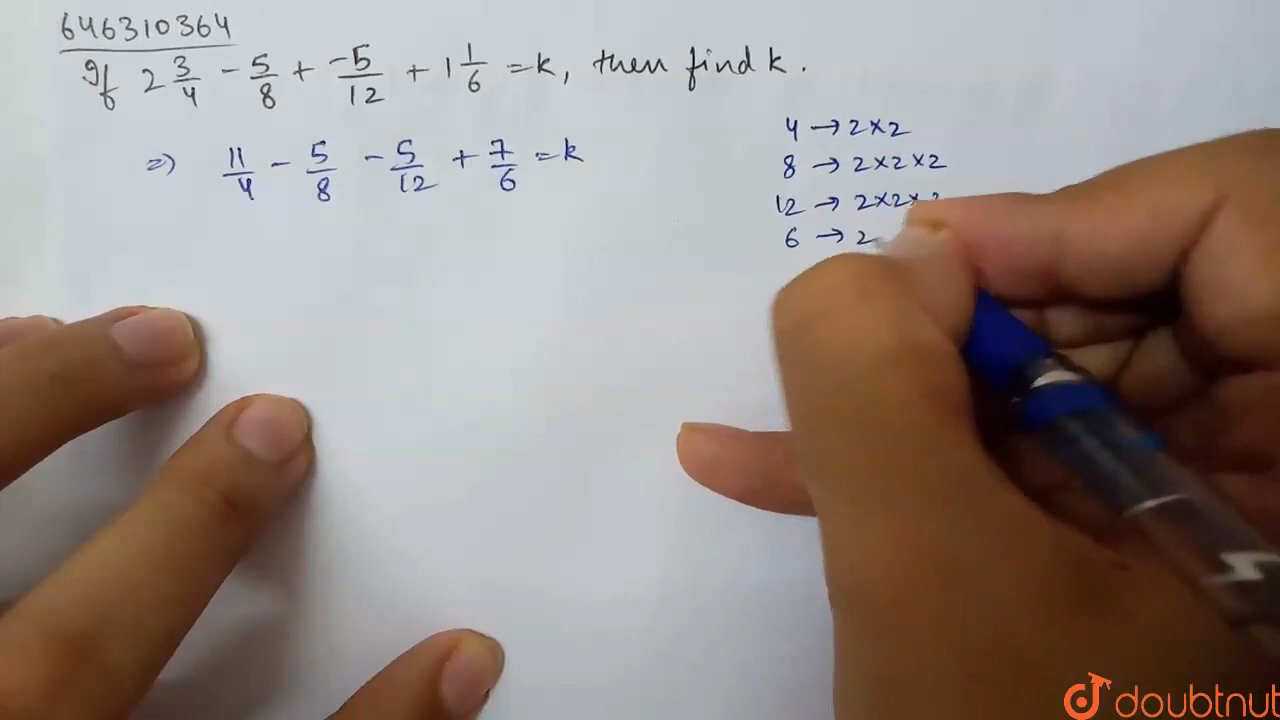 646310364
If 2 3/4 - 5/8 + -5/12 + 1 1/6 = k, then find k.
=> 11/4 - 5/8 - 5/12 + 7/6 = k
4 → 2×2
8 → 2×2×2
12 → 2×2×
6 → 2
doubtnut